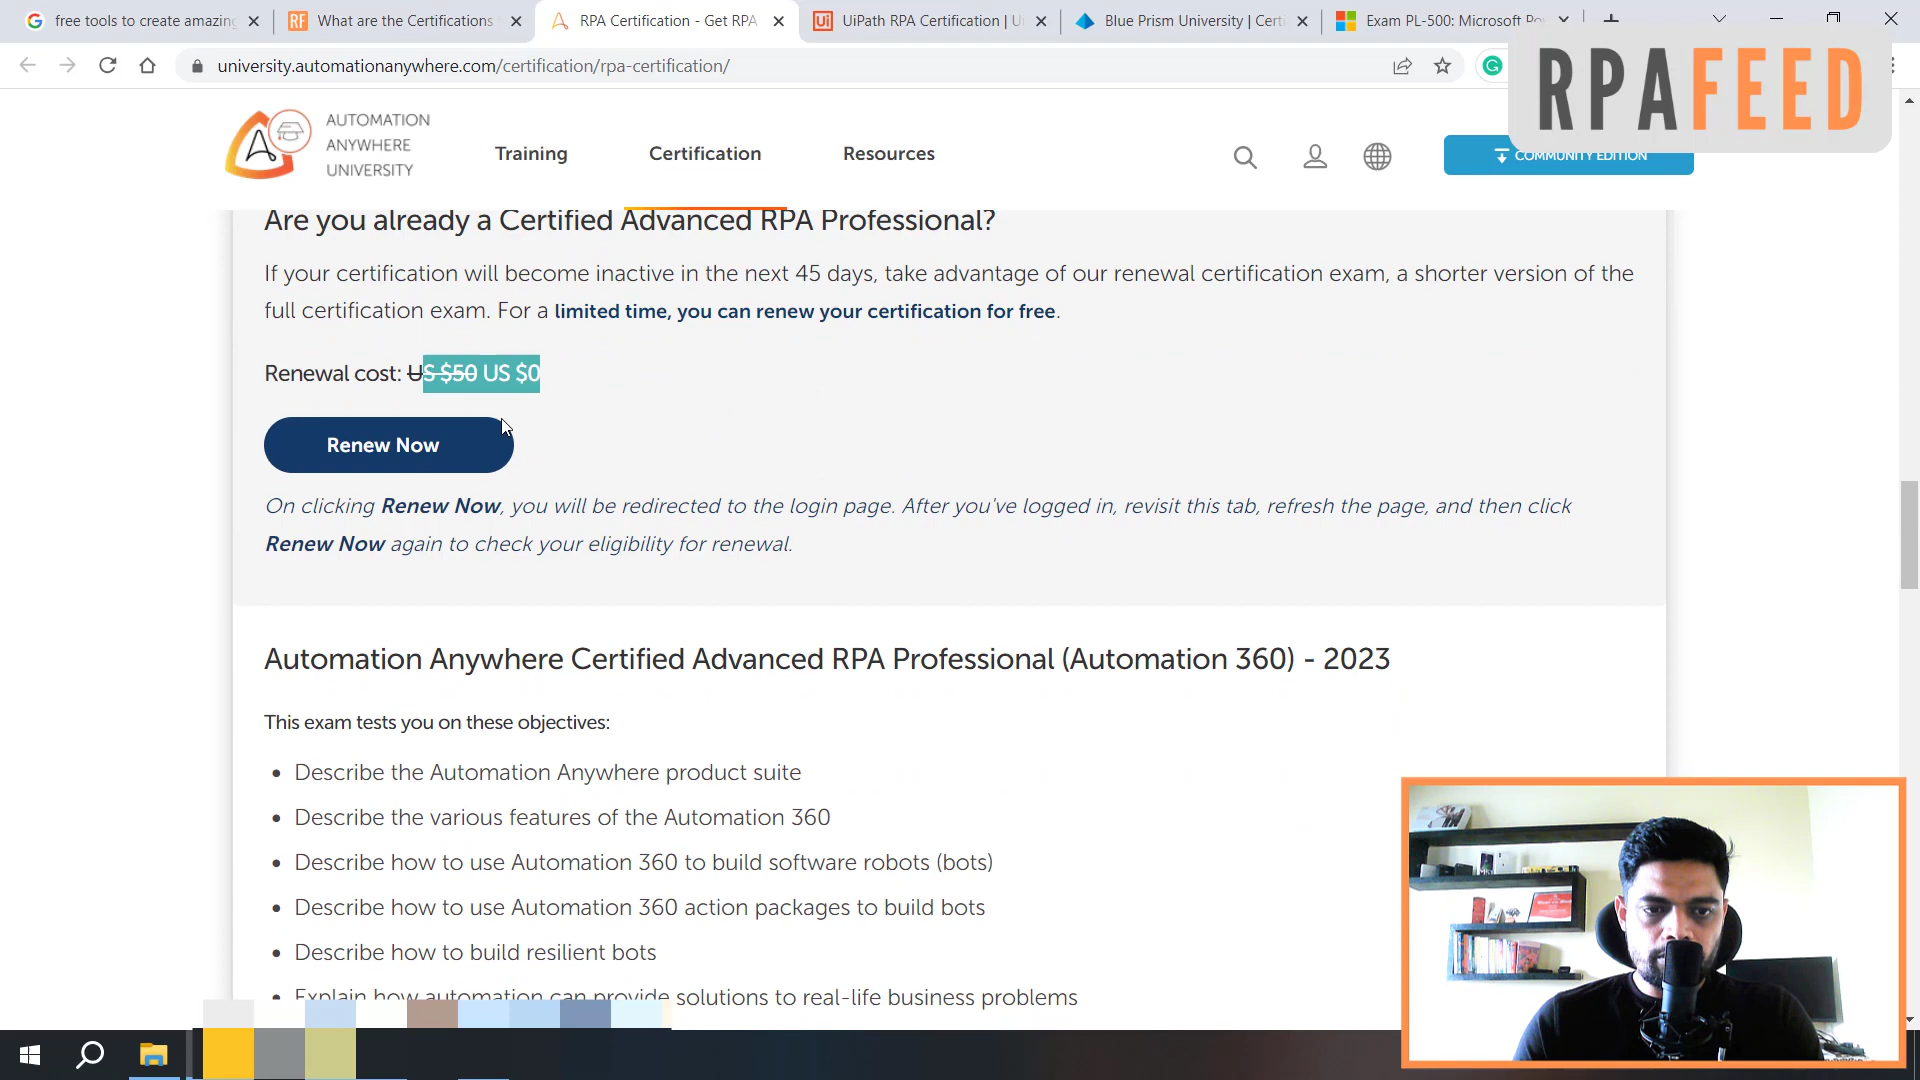 free tools to create amazing
What are the Certifications
RPA Certification - Get RPA
UiPath RPA Certification | Ui
Blue Prism University | Certi
Exam PL-500: Microsoft Po
university.automationanywhere.com/certification/rpa-certification/
RPAFEED
AUTOMATION
ANYWHERE
UNIVERSITY
Training
Certification
Resources
COMMUNITY EDITION
Are you already a Certified Advanced RPA Professional?
If your certification will become inactive in the next 45 days, take advantage of our renewal certification exam, a shorter version of the
full certification exam. For a limited time, you can renew your certification for free.
Renewal cost: US $50 US $0
Renew Now
On clicking Renew Now, you will be redirected to the login page. After you've logged in, revisit this tab, refresh the page, and then click
Renew Now again to check your eligibility for renewal.
Automation Anywhere Certified Advanced RPA Professional (Automation 360) - 2023
This exam tests you on these objectives:
• Describe the Automation Anywhere product suite
• Describe the various features of the Automation 360
• Describe how to use Automation 360 to build software robots (bots)
• Describe how to use Automation 360 action packages to build bots
• Describe how to build resilient bots
• Explain how automation can provide solutions to real-life business problems